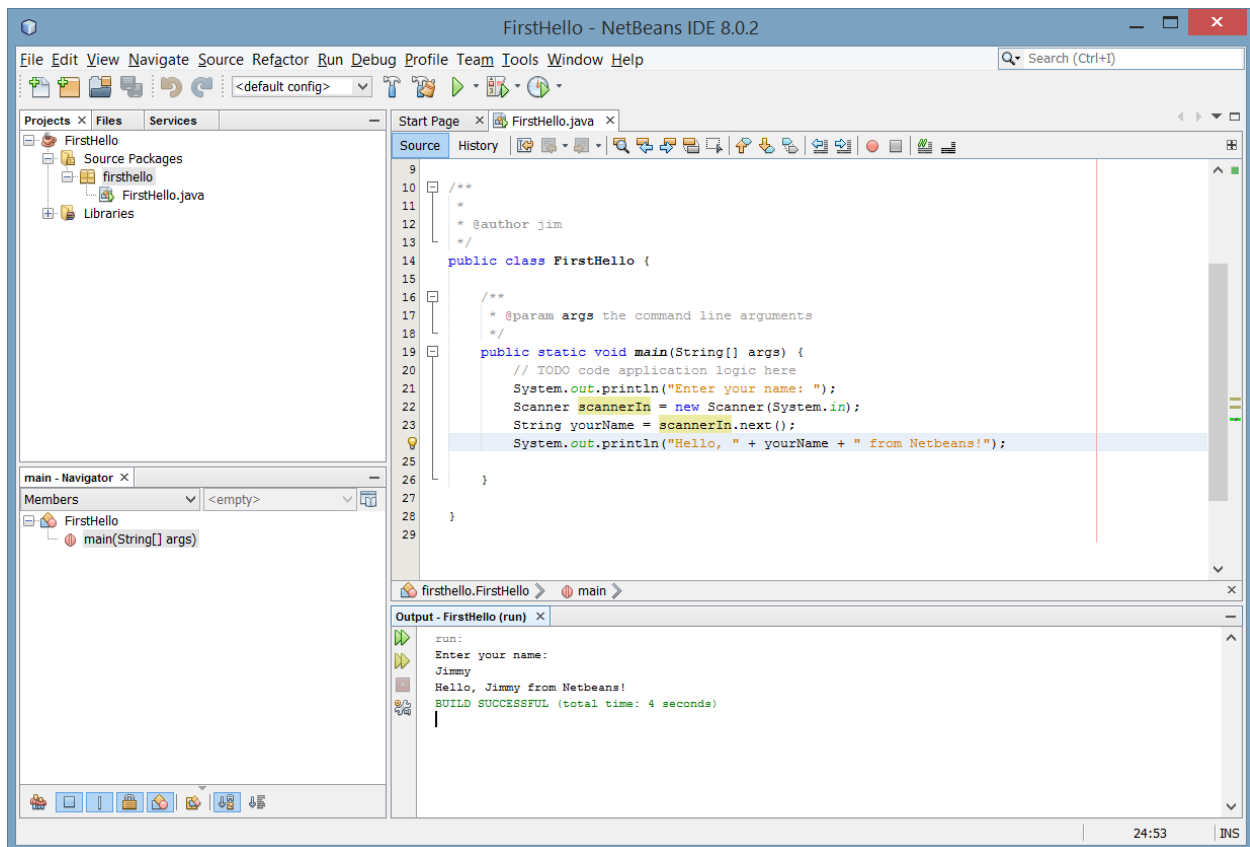 FirstHello - NetBeans IDE 8.0.2
File Edit View Navigate Source Refactor Run Debug Profile Team Tools Window Help
Search (Ctrl+I)
<default config>
Projects Files Services
FirstHello
Source Packages
firsthello
FirstHello.java
Libraries
main - Navigator
Members <empty>
FirstHello
main(String[] args)
Start Page FirstHello.java
Source History
9
10 /**
11 *
12 * @author jim
13 */
14 public class FirstHello {
15
16 /**
17 * @param args the command line arguments
18 */
19 public static void main(String[] args) {
20 // TODO code application logic here
21 System.out.println("Enter your name: ");
22 Scanner scannerIn = new Scanner(System.in);
23 String yourName = scannerIn.next();
System.out.println("Hello, " + yourName + " from Netbeans!");
25
26 }
27
28 }
29
firsthello.FirstHello main
Output - FirstHello (run)
run:
Enter your name:
Jimmy
Hello, Jimmy from Netbeans!
BUILD SUCCESSFUL (total time: 4 seconds)
24:53 INS